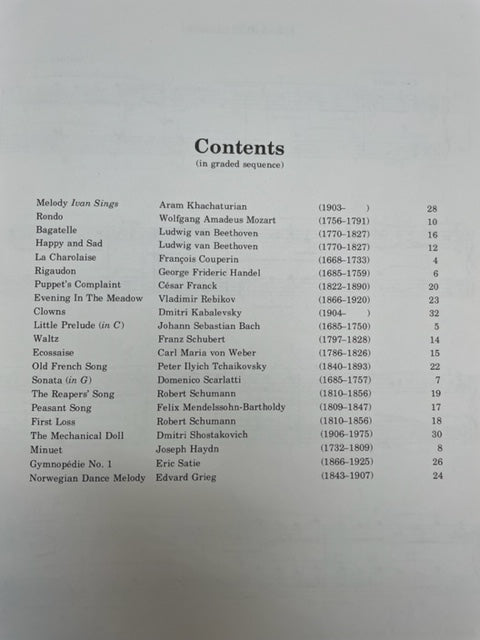 Contents
(in graded sequence)
Melody Ivan Sings Aram Khachaturian (1903- ) 28
Rondo Wolfgang Amadeus Mozart (1756-1791) 10
Bagatelle Ludwig van Beethoven (1770-1827) 16
Happy and Sad Ludwig van Beethoven (1770-1827) 12
La Charolaise François Couperin (1668-1733) 4
Rigaudon George Frideric Handel (1685-1759) 6
Puppet's Complaint César Franck (1822-1890) 20
Evening In The Meadow Vladimir Rebikov (1866-1920) 23
Clowns Dmitri Kabalevsky (1904- ) 32
Little Prelude (in C) Johann Sebastian Bach (1685-1750) 5
Waltz Franz Schubert (1797-1828) 14
Ecossaise Carl Maria von Weber (1786-1826) 15
Old French Song Peter Ilyich Tchaikovsky (1840-1893) 22
Sonata (in G) Domenico Scarlatti (1685-1757) 7
The Reapers' Song Robert Schumann (1810-1856) 19
Peasant Song Felix Mendelssohn-Bartholdy (1809-1847) 17
First Loss Robert Schumann (1810-1856) 18
The Mechanical Doll Dmitri Shostakovich (1906-1975) 30
Minuet Joseph Haydn (1732-1809) 8
Gymnopédie No. 1 Eric Satie (1866-1925) 26
Norwegian Dance Melody Edvard Grieg (1843-1907) 24